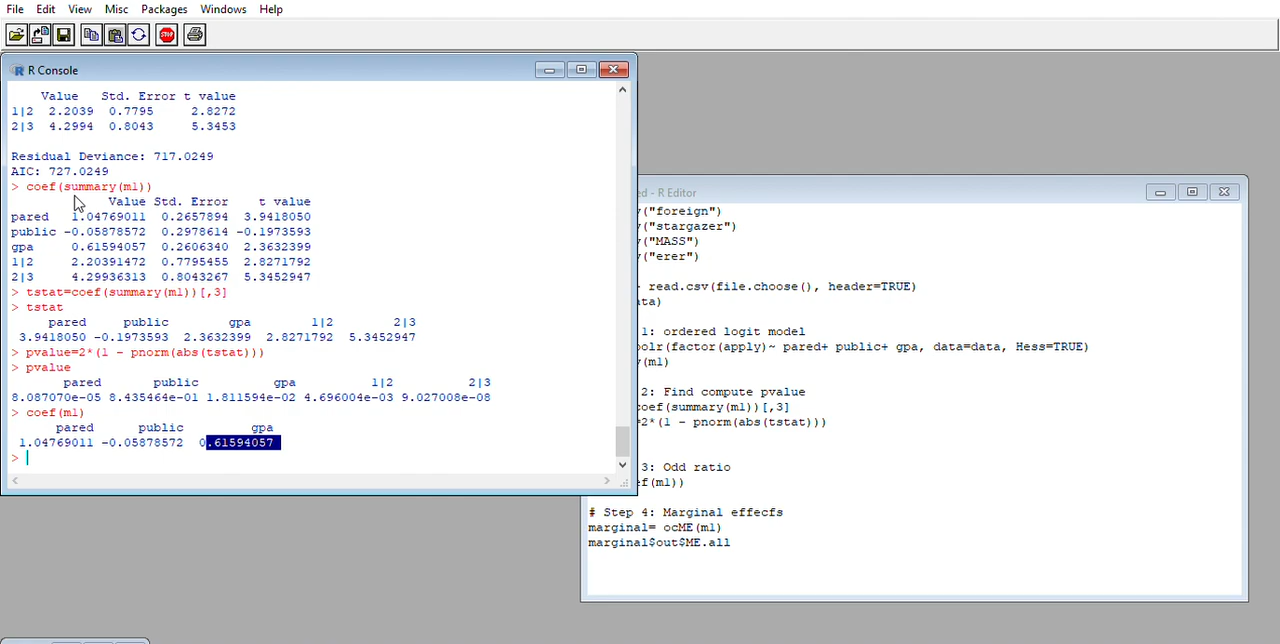 File Edit View Misc Packages Windows Help
STOP
R Console
Value Std. Error t value
1|2 2.2039 0.7795 2.8272
2|3 4.2994 0.8043 5.3453
Residual Deviance: 717.0249
AIC: 727.0249
> coef(summary(m1))
Value Std. Error t value
pared 1.04769011 0.2657894 3.9418050
public -0.05878572 0.2978614 -0.1973593
gpa 0.61594057 0.2606340 2.3632399
1|2 2.20391472 0.7795455 2.8271792
2|3 4.29936313 0.8043267 5.3452947
> tstat=coef(summary(m1))[,3]
> tstat
pared public gpa 1|2 2|3
3.9418050 -0.1973593 2.3632399 2.8271792 5.3452947
> pvalue=2*(1 - pnorm(abs(tstat)))
> pvalue
pared public gpa 1|2 2|3
8.087070e-05 8.435464e-01 1.811594e-02 4.696004e-03 9.027008e-08
> coef(m1)
pared public gpa
1.04769011 -0.05878572 0.61594057
>
ed - R Editor
("foreign")
("stargazer")
("MASS")
("erer")
read.csv(file.choose(), header=TRUE)
ta)
1: ordered logit model
olr(factor(apply)~ pared+ public+ gpa, data=data, Hess=TRUE)
(m1)
2: Find compute pvalue
coef(summary(m1))[,3]
*2*(1 - pnorm(abs(tstat)))
3: Odd ratio
ef(m1))
# Step 4: Marginal effecfs
marginal= ocME(m1)
marginal$out$ME.all